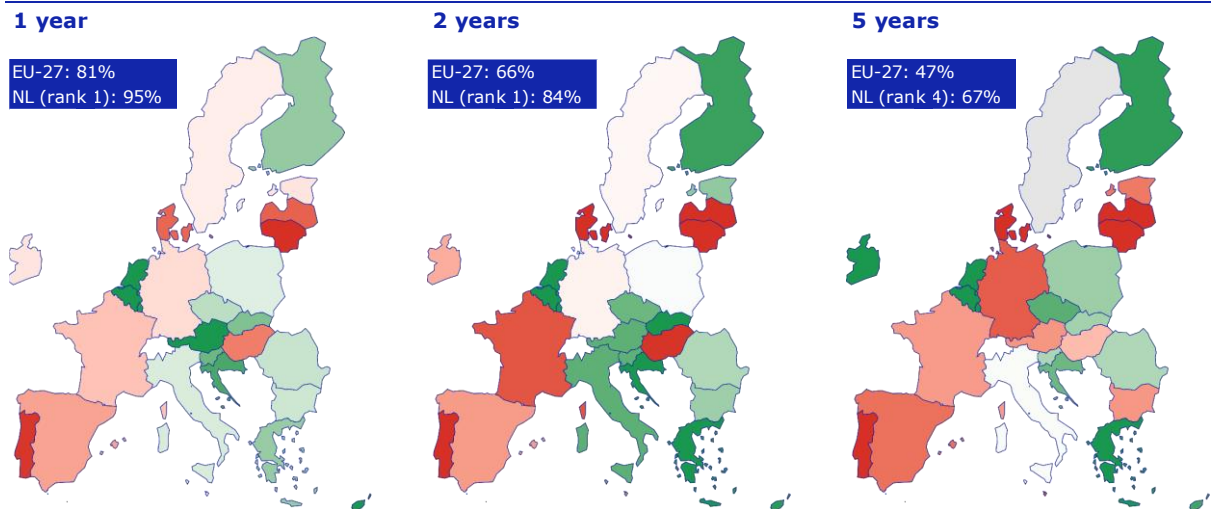 1 year
EU-27: 81%
NL (rank 1): 95%
2 years
EU-27: 66%
NL (rank 1): 84%
5 years
EU-27: 47%
NL (rank 4): 67%